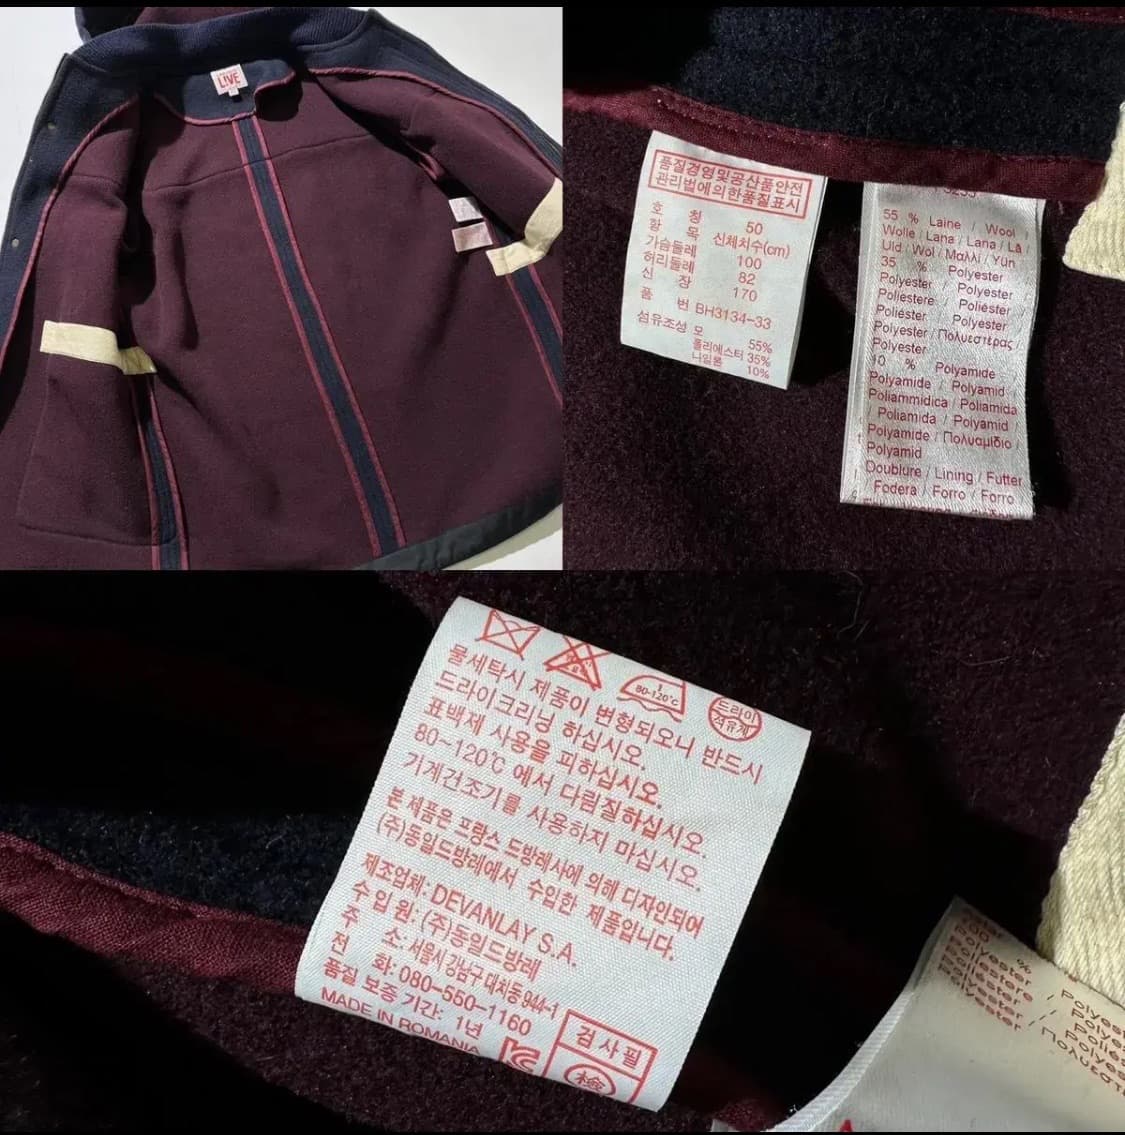 L!VE
품질경영및공산품안전
관리법에의한품질표시
호 칭 50
항 목 신체치수(cm)
가슴둘레 100
허리둘레 82
신 장 170
품 번 BH3134-33
섬유조성 모 55%
폴리에스터 35%
나일론 10%
55 % Laine / Wool
Wolle / Lana / Lana / Lã /
Uld / Wol / Μαλλί / Yün
35 % Polyester
Polyester / Polyester
Poliestere / Poliéster /
Poliéster / Polyester
Polyester / Πολυεστέρας
Polyester
10 % Polyamide
Polyamide / Polyamid
Poliammidica / Poliamida
/ Poliamida / Polyamid
Polyamide / Πολυαμίδιο /
Polyamid
Doublure / Lining / Futter
Fodera / Forro / Forro
80-120℃
드라이
석유계
물세탁시 제품이 변형되오니 반드시
드라이크리닝 하십시오.
표백제 사용을 피하십시오.
80~120℃ 에서 다림질하십시오.
기계건조기를 사용하지 마십시오.
본 제품은 프랑스 드방레사에 의해 디자인되어
(주)동일드방레에서 수입한 제품입니다.
제조업체: DEVANLAY S.A.
수 입 원: (주)동일드방레
주 소: 서울시 강남구 대치동 944-1
전 화: 080-550-1160
품질 보증 기간: 1년
MADE IN ROMANIA
검사필
檢
100 %
Polyester
Poliestere
Poliéster
Polyester
Polyester